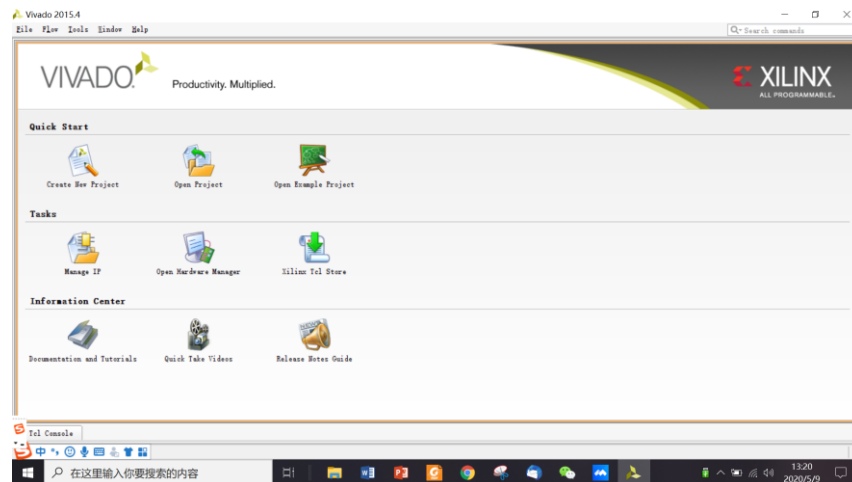 Vivado 2015.4
File Flow Tools Window Help
Search commands
VIVADO. Productivity. Multiplied.
XILINX
ALL PROGRAMMABLE.
Quick Start
Create New Project Open Project Open Example Project
Tasks
Manage IP Open Hardware Manager Xilinx Tcl Store
Information Center
Documentation and Tutorials Quick Take Videos Release Notes Guide
Tcl Console
中
在这里输入你要搜索的内容
13:20
2020/5/9